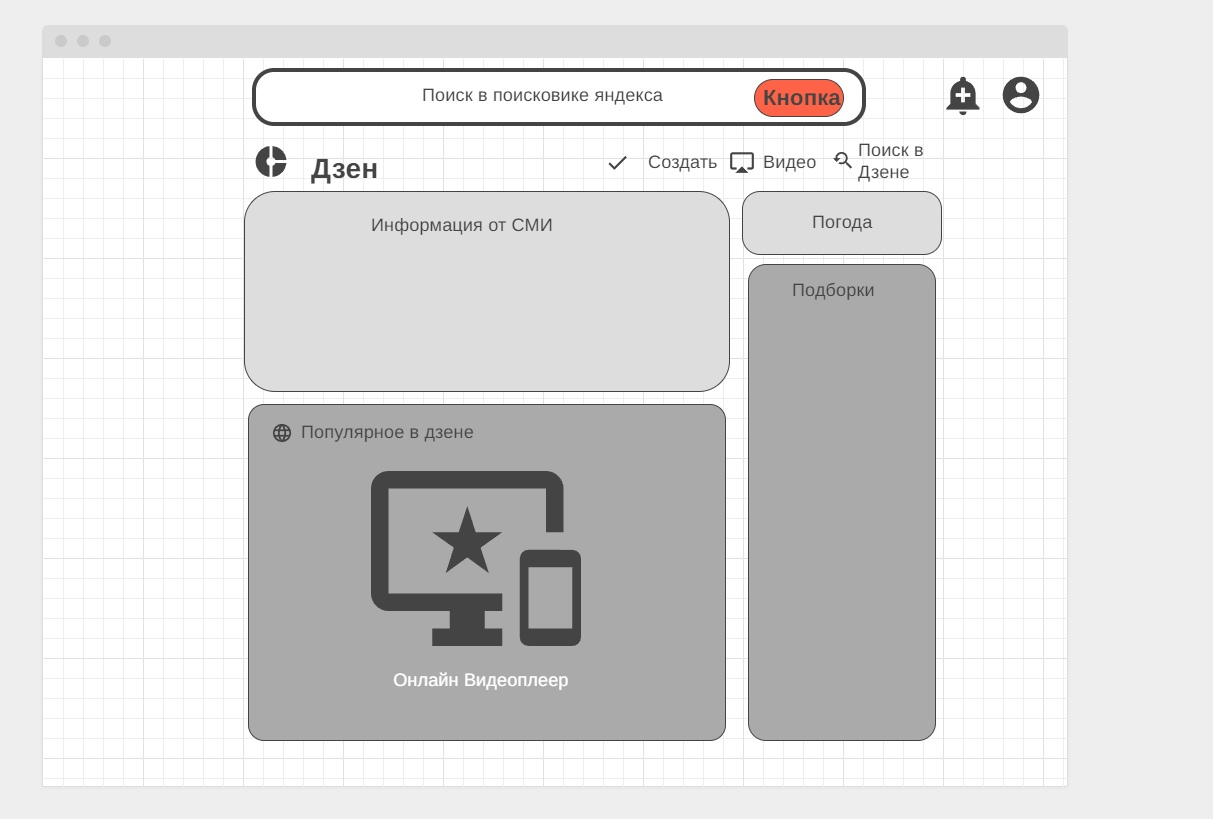 Поиск в поисковике яндекса
Кнопка
Дзен
Создать
Видео
Поиск в
Дзене
Информация от СМИ
Погода
Подборки
Популярное в дзене
Онлайн Видеоплеер